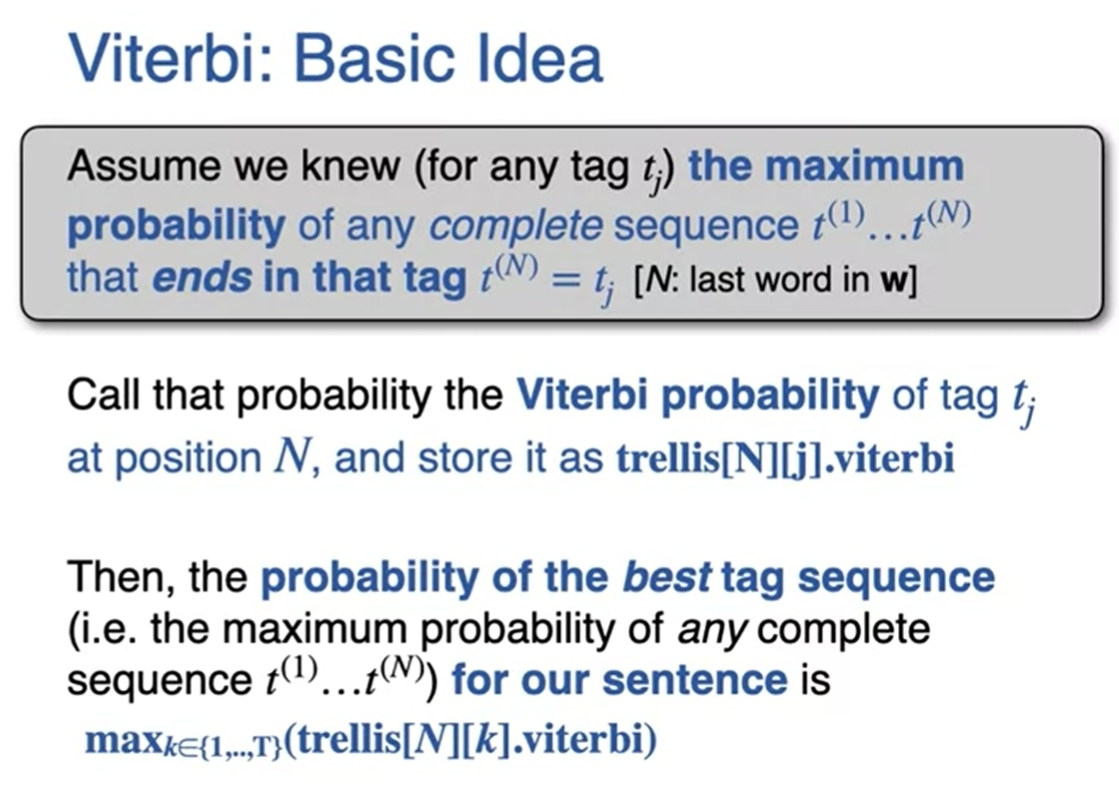 Viterbi: Basic Idea
Assume we knew (for any tag t_j) the maximum
probability of any complete sequence t^(1)…t^(N)
that ends in that tag t^(N) = t_j [N: last word in w]
Call that probability the Viterbi probability of tag t_j
at position N, and store it as trellis[N][j].viterbi
Then, the probability of the best tag sequence
(i.e. the maximum probability of any complete
sequence t^(1)…t^(N)) for our sentence is
max_k∈{1,..,T}(trellis[N][k].viterbi)